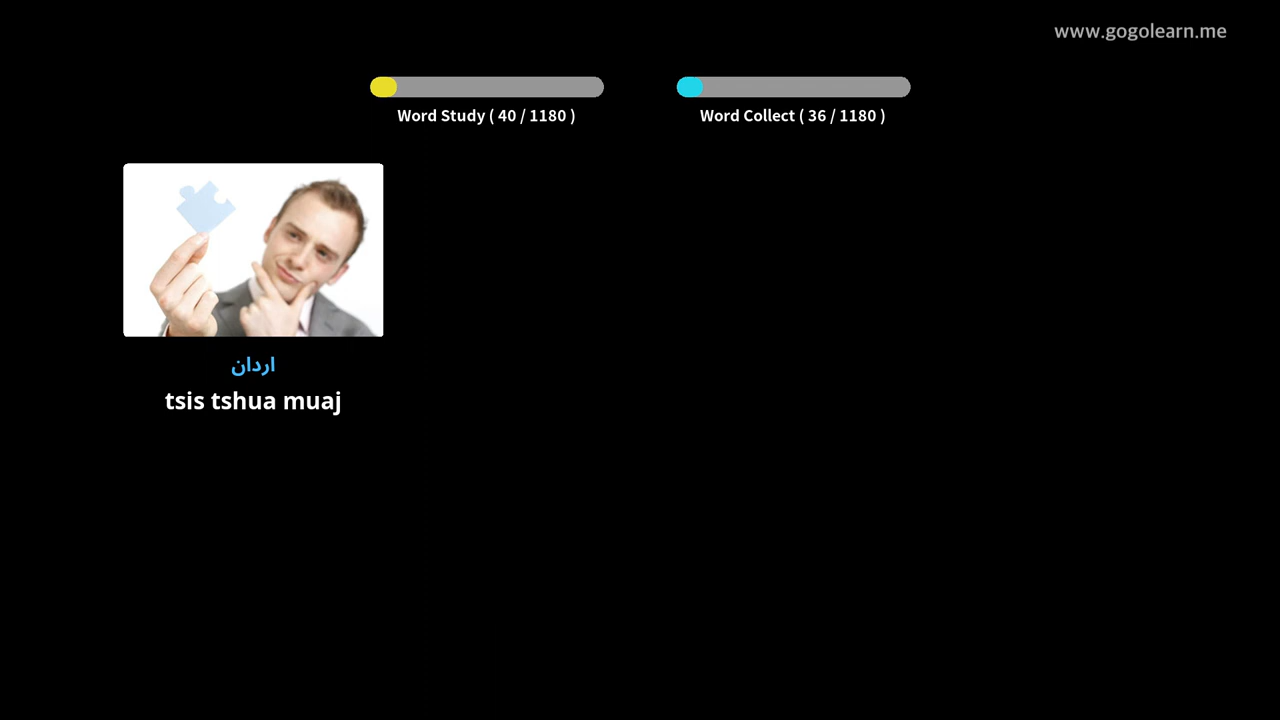 www.gogolearn.me
Word Study ( 40 / 1180 )
Word Collect ( 36 / 1180 )
اردان
tsis tshua muaj